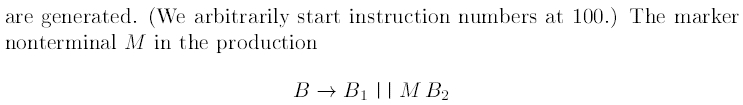 are generated. (We arbitrarily start instruction numbers at 100.) The marker
nonterminal M in the production
B → B₁ || M B₂